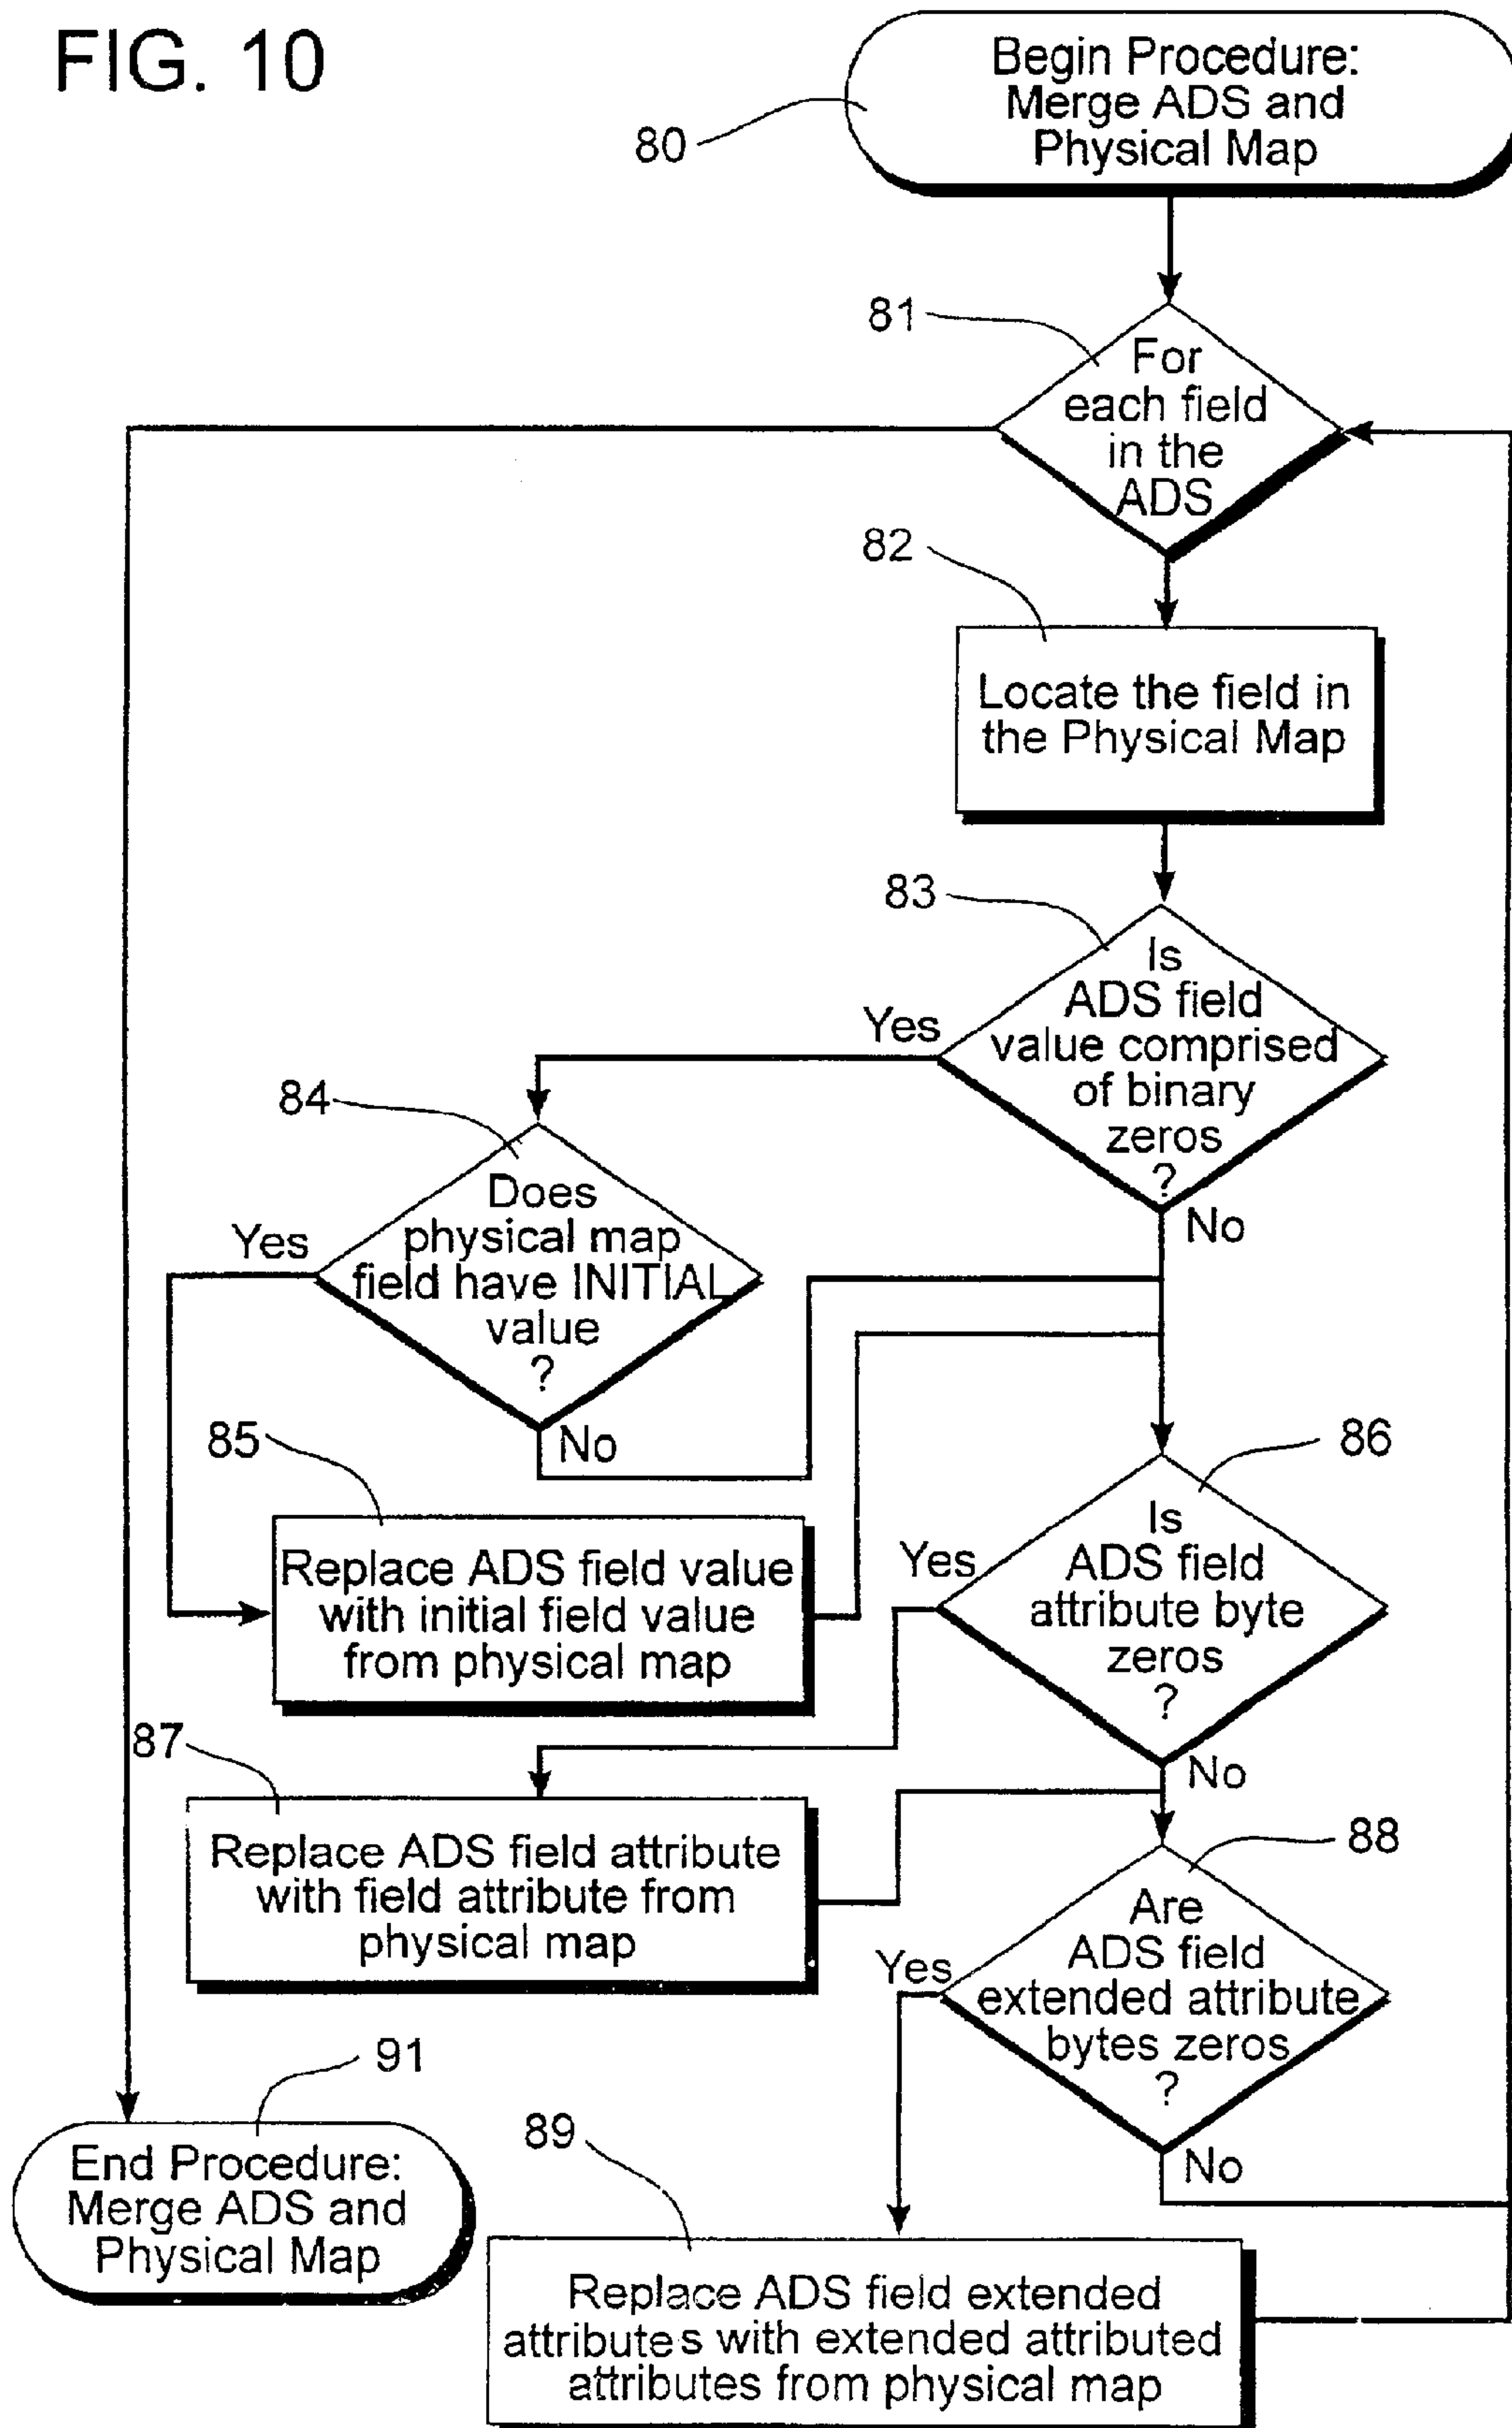 FIG. 10
Begin Procedure:
Merge ADS and
Physical Map
80
81
For
each field
in the
ADS
82
Locate the field in
the Physical Map
83
Is
ADS field
value comprised
of binary
zeros
?
Yes
No
84
Does
physical map
field have INITIAL
value
?
Yes
No
85
Replace ADS field value
with initial field value
from physical map
86
Is
ADS field
attribute byte
zeros
?
Yes
No
87
Replace ADS field attribute
with field attribute from
physical map
88
Are
ADS field
extended attribute
bytes zeros
?
Yes
No
91
End Procedure:
Merge ADS and
Physical Map
89
Replace ADS field extended
attributes with extended attributed
attributes from physical map